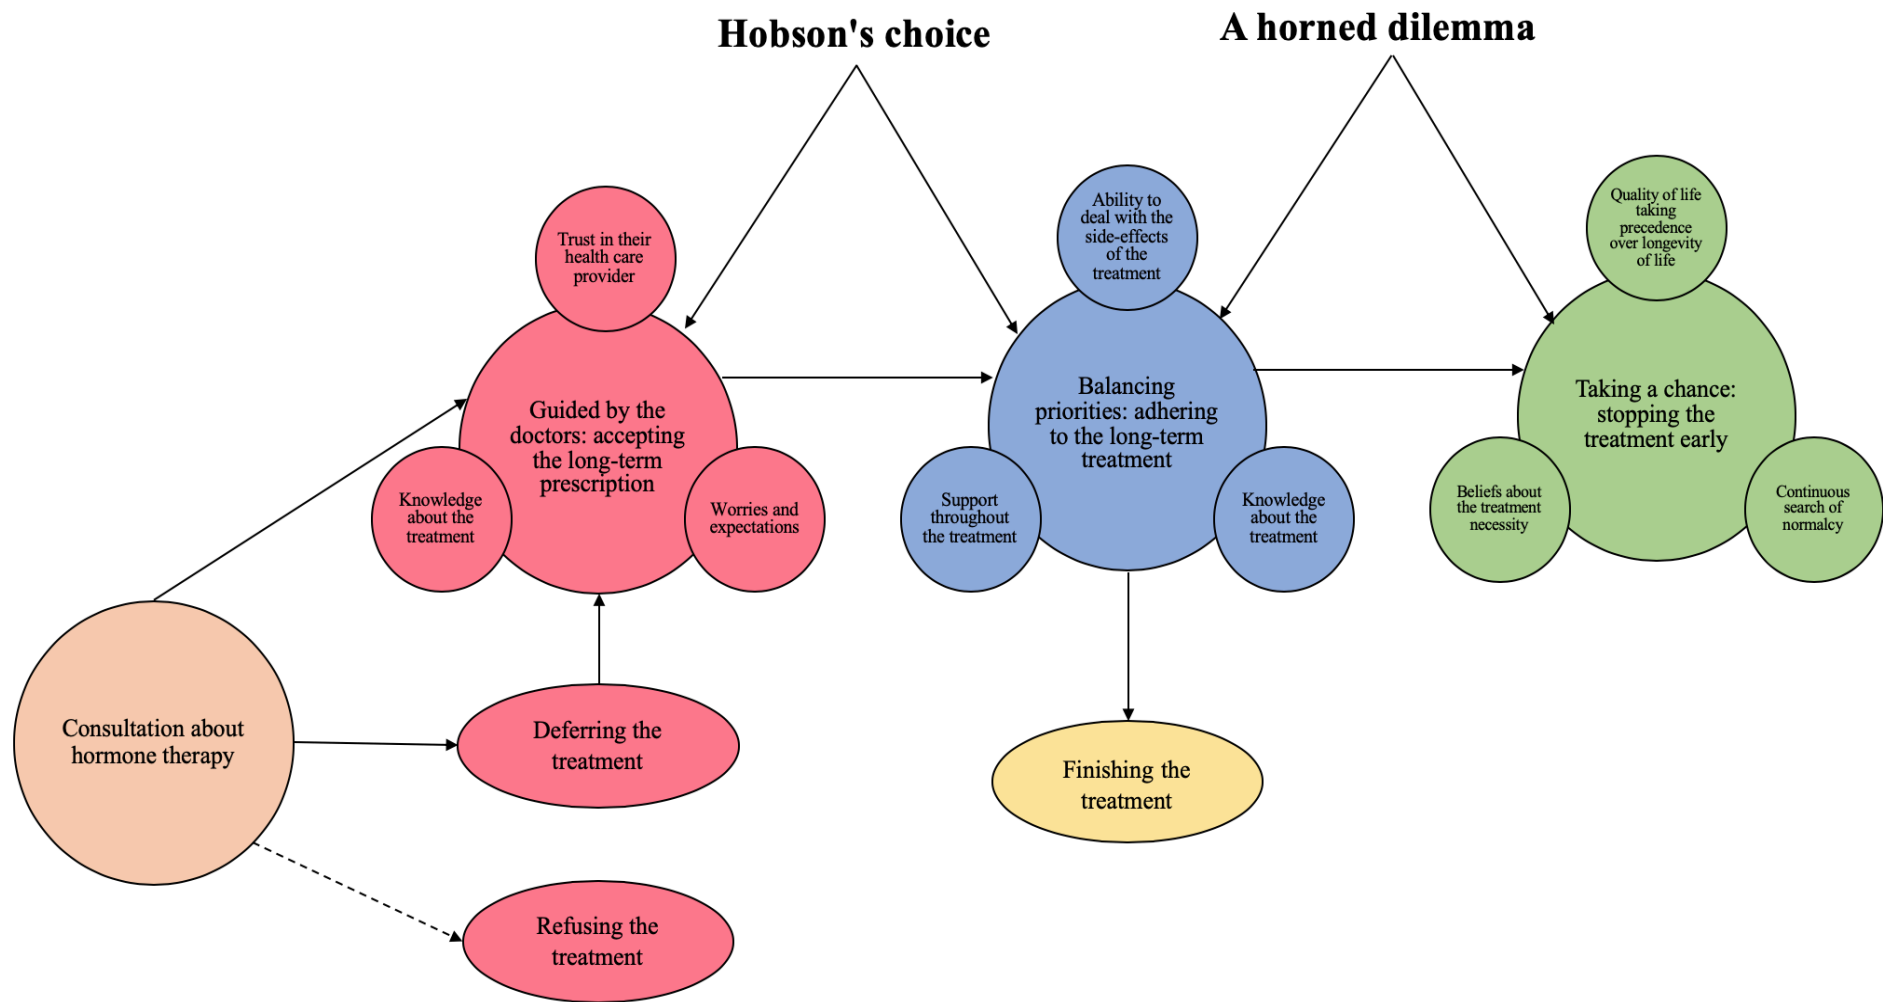 Hobson's choice
A horned dilemma
Trust in their
health care
provider
Guided by the
doctors: accepting
the long-term
prescription
Knowledge
about the
treatment
Worries and
expectations
Ability to
deal with the
side-effects
of the
treatment
Balancing
priorities: adhering
to the long-term
treatment
Support
throughout
the treatment
Knowledge
about the
treatment
Quality of life
taking
precedence
over longevity
of life
Taking a chance:
stopping the
treatment early
Beliefs about
the treatment
necessity
Continuous
search of
normalcy
Consultation about
hormone therapy
Deferring the
treatment
Finishing the
treatment
Refusing the
treatment